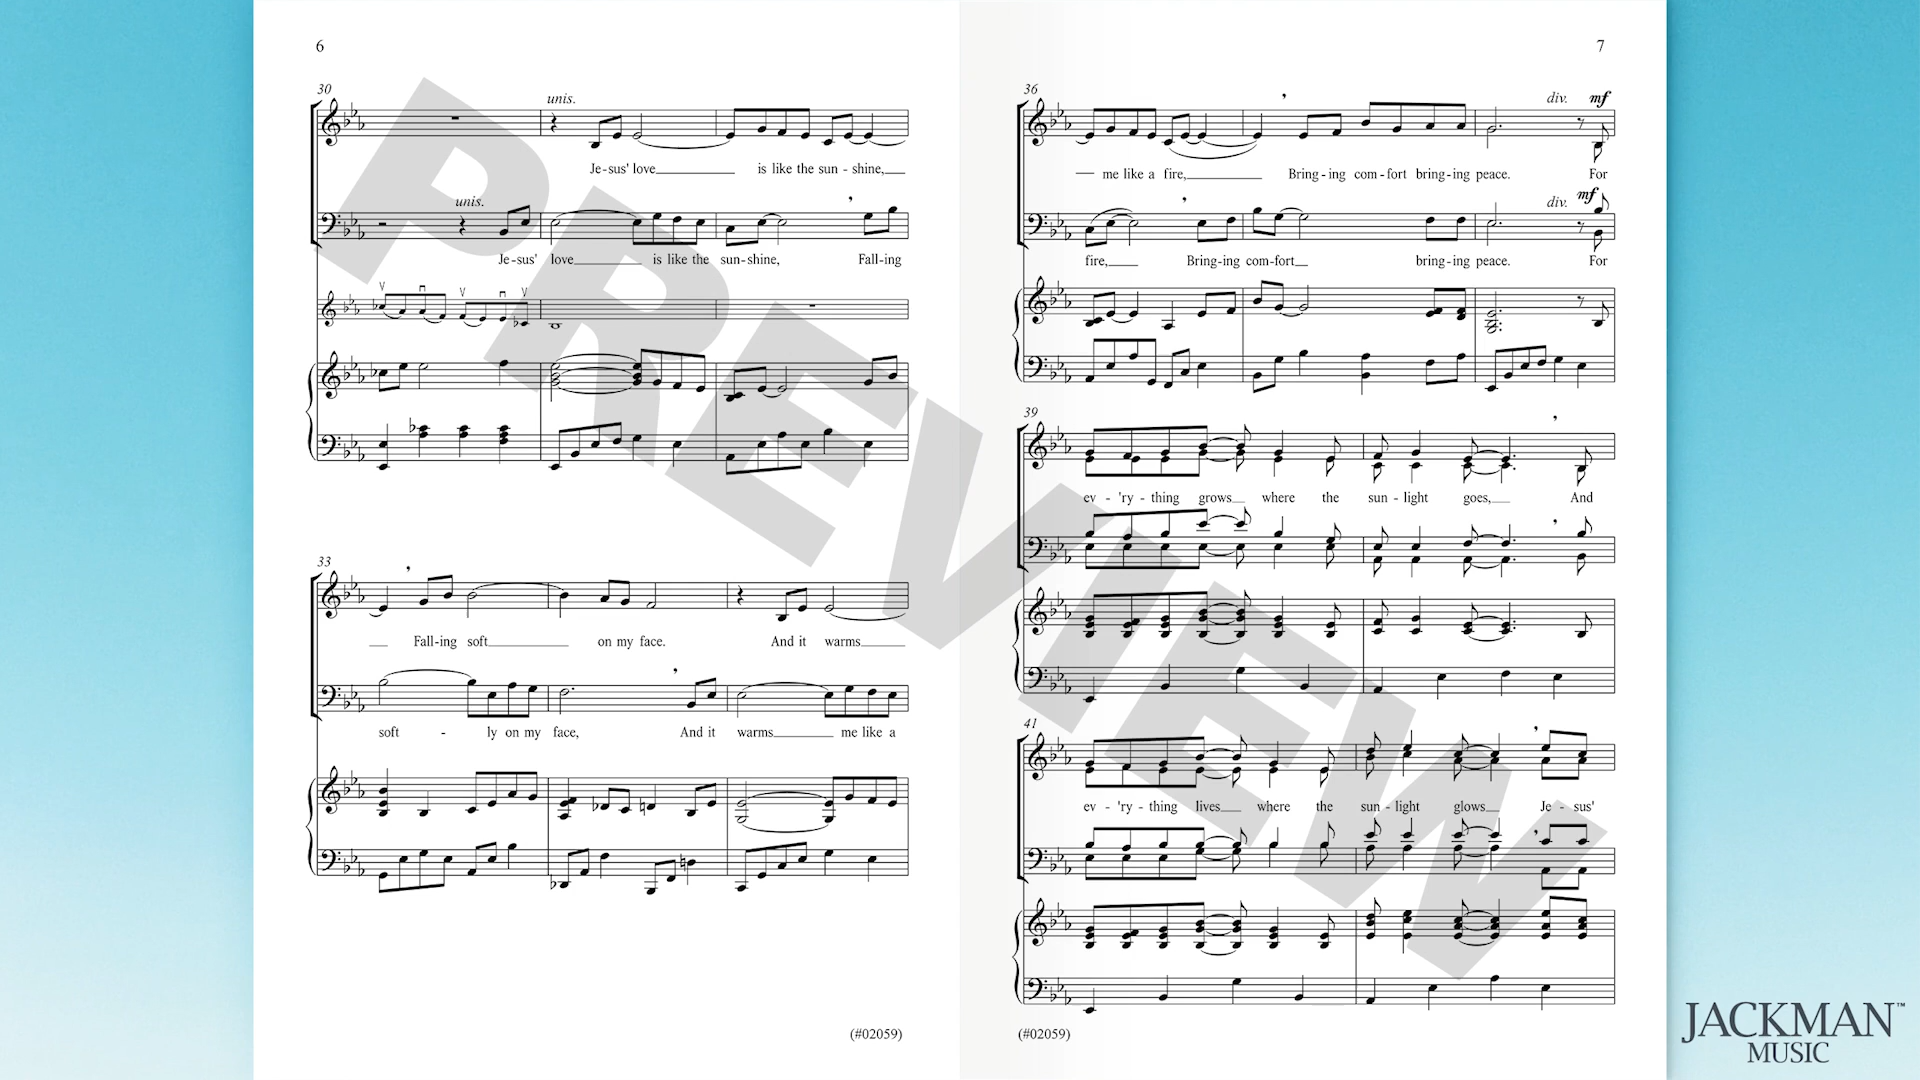 6
30
unis.
Je-sus' love is like the sun - shine,
unis.
Je-sus' love is like the sun-shine, Fall-ing
33
Fall-ing soft on my face. And it warms
soft - ly on my face, And it warms me like a
(#02059)
7
36
div. mf
me like a fire, Bring-ing com-fort bring-ing peace. For
div. mf
fire, Bring-ing com-fort bring-ing peace. For
39
ev - 'ry - thing grows where the sun - light goes, And
41
ev - 'ry - thing lives where the sun - light glows Je - sus'
(#02059)
PREVIEW
JACKMAN™
MUSIC